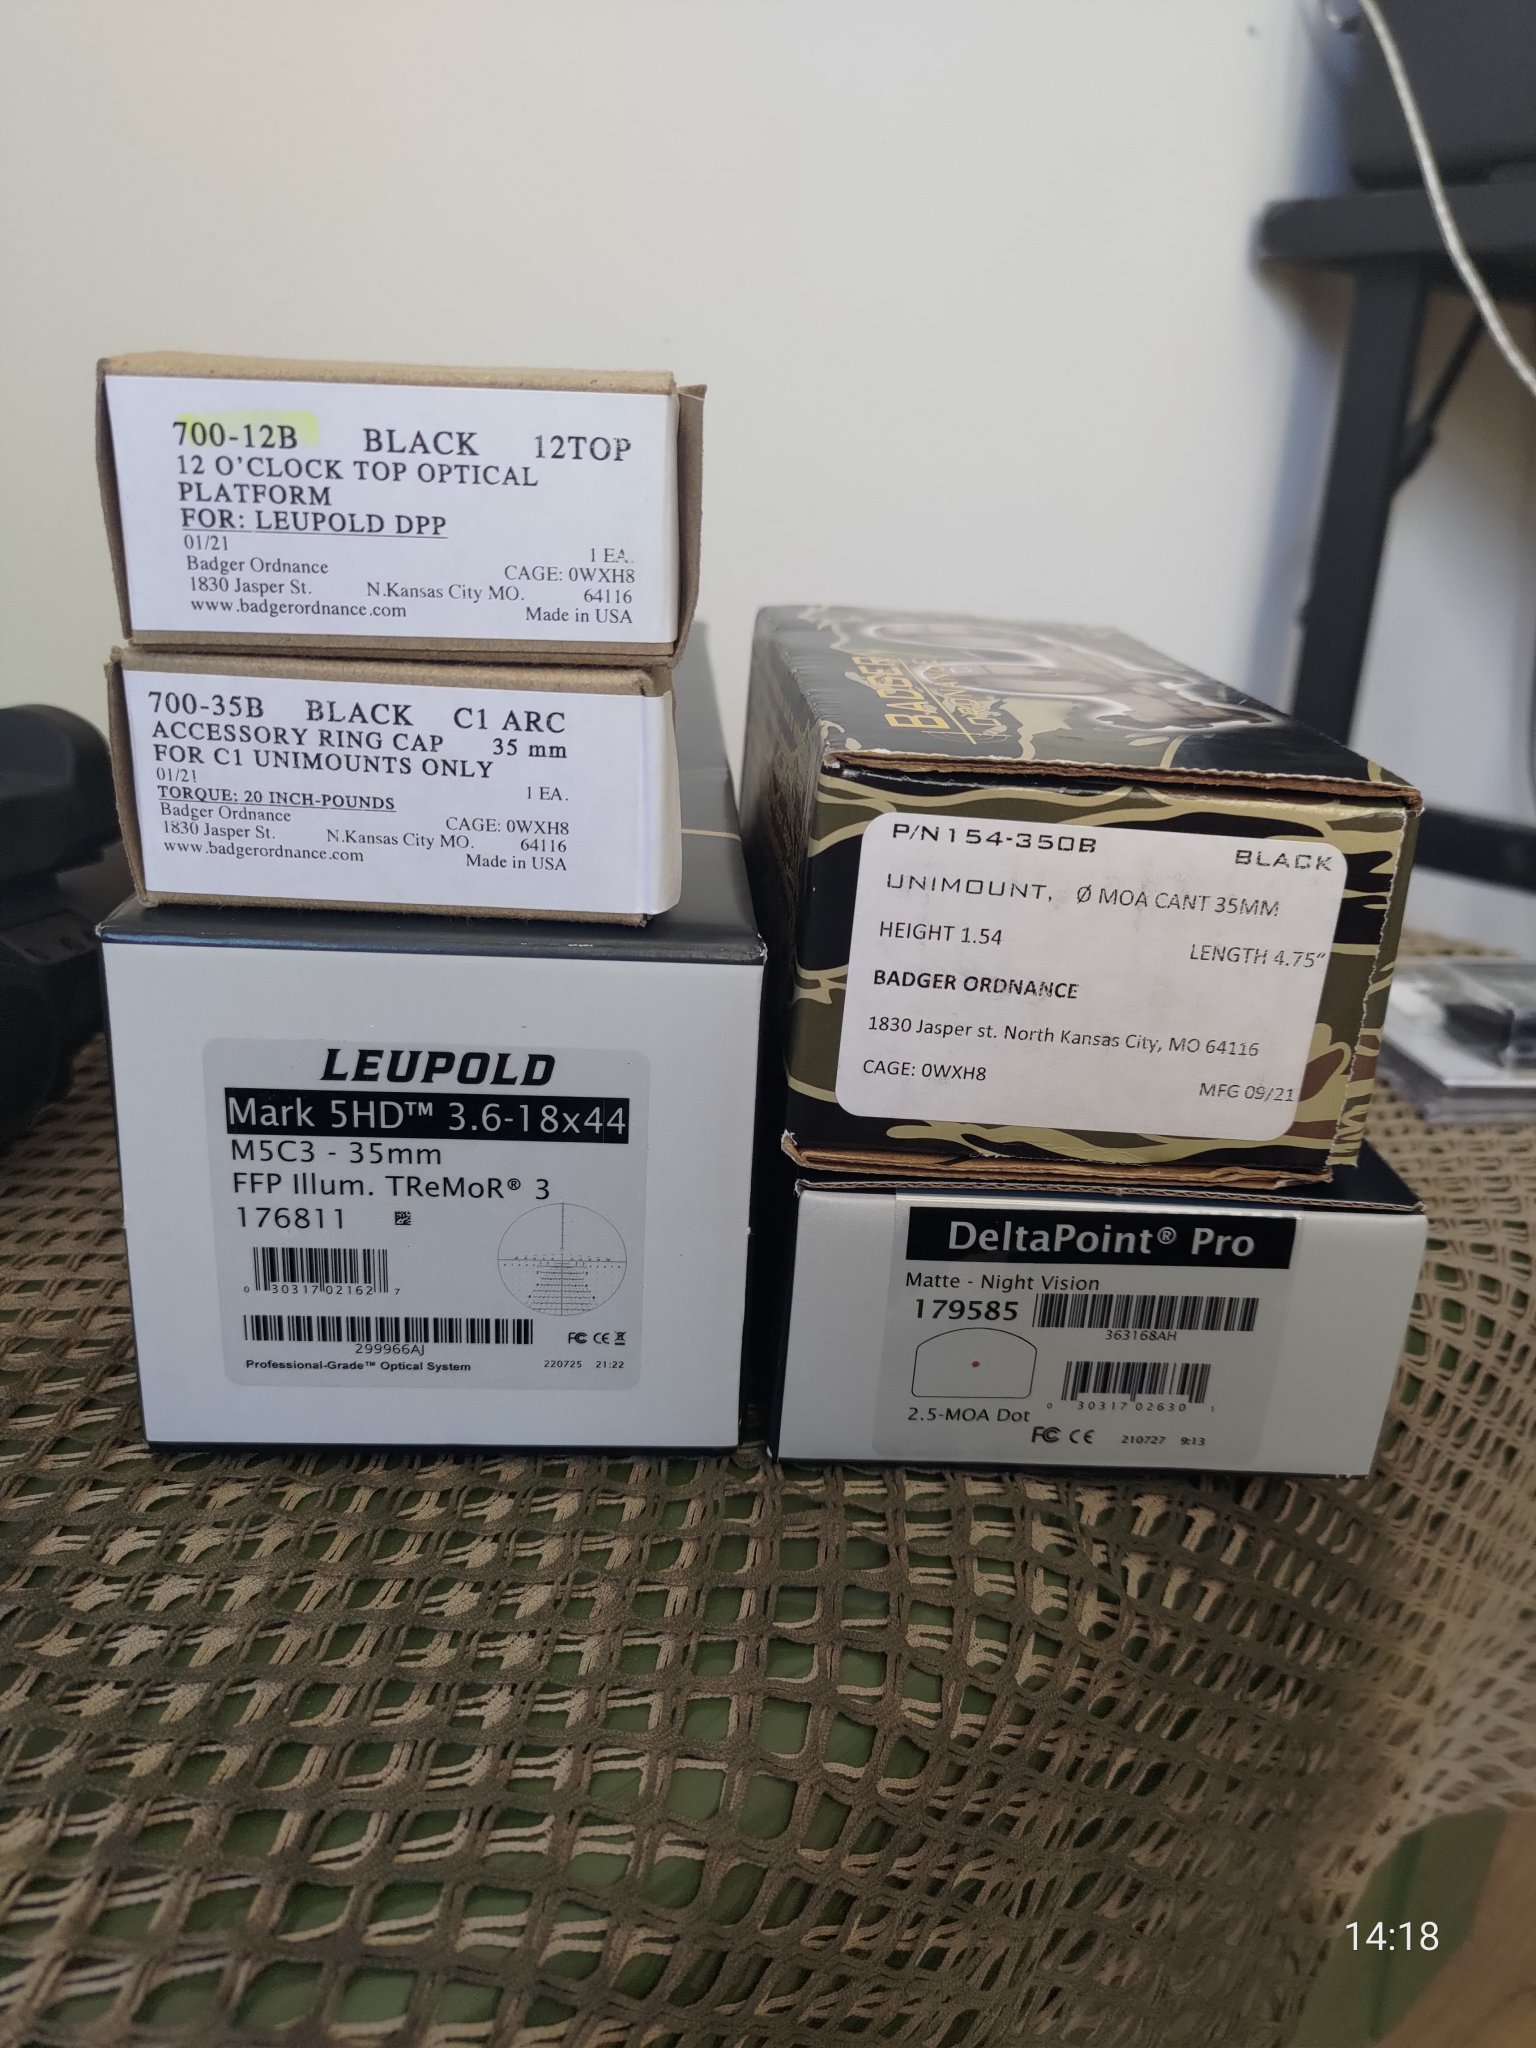 700-12B BLACK 12TOP
12 O'CLOCK TOP OPTICAL
PLATFORM
FOR: LEUPOLD DPP
01/21 1 EA.
Badger Ordnance CAGE: 0WXH8
1830 Jasper St. N.Kansas City MO. 64116
www.badgerordnance.com Made in USA
700-35B BLACK C1 ARC
ACCESSORY RING CAP 35 mm
FOR C1 UNIMOUNTS ONLY
01/21 1 EA.
TORQUE: 20 INCH-POUNDS
Badger Ordnance CAGE: 0WXH8
1830 Jasper St. N.Kansas City MO. 64116
www.badgerordnance.com Made in USA
LEUPOLD
Mark 5HD™ 3.6-18x44
M5C3 - 35mm
FFP Illum. TReMoR® 3
176811
0 30317 02162 7
299966AJ
FC CE
Professional-Grade™ Optical System 220725 21:22
BADGER
ORDNANCE
P/N 154-350B BLACK
UNIMOUNT, Ø MOA CANT 35MM
HEIGHT 1.54 LENGTH 4.75"
BADGER ORDNANCE
1830 Jasper st. North Kansas City, MO 64116
CAGE: 0WXH8 MFG 09/21
DeltaPoint® Pro
Matte - Night Vision
179585
363168AH
0 30317 02630 1
2.5-MOA Dot
FC CE 210727 9:13
14:18